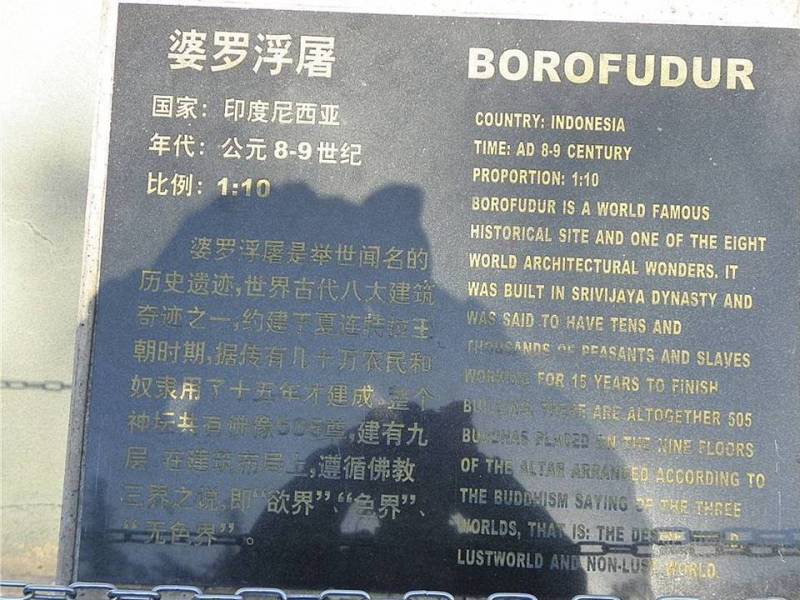 婆罗浮屠
国家：印度尼西亚
年代：公元 8-9 世纪
比例：1:10
婆罗浮屠是举世闻名的
历史遗迹，世界古代八大建筑
奇迹之一，约建于夏连特拉王
朝时期，据传有几十万农民和
奴隶用了十五年才建成。整个
神坛共有佛像505尊，建有九
层，在建筑布局上，遵循佛教
三界之说，即“欲界”、“色界”、
“无色界”。
BOROFUDUR
COUNTRY: INDONESIA
TIME: AD 8-9 CENTURY
PROPORTION: 1:10
BOROFUDUR IS A WORLD FAMOUS
HISTORICAL SITE AND ONE OF THE EIGHT
WORLD ARCHITECTURAL WONDERS. IT
WAS BUILT IN SRIVIJAYA DYNASTY AND
WAS SAID TO HAVE TENS AND
THOUSANDS OF PEASANTS AND SLAVES
WORKING FOR 15 YEARS TO FINISH
BUILDING. THERE ARE ALTOGETHER 505
BUDDHAS PLACED ON THE NINE FLOORS
OF THE ALTAR ARRANGED ACCORDING TO
THE BUDDHISM SAYING OF THE THREE
WORLDS, THAT IS: THE DESIRE WORLD,
LUSTWORLD AND NON-LUST WORLD.